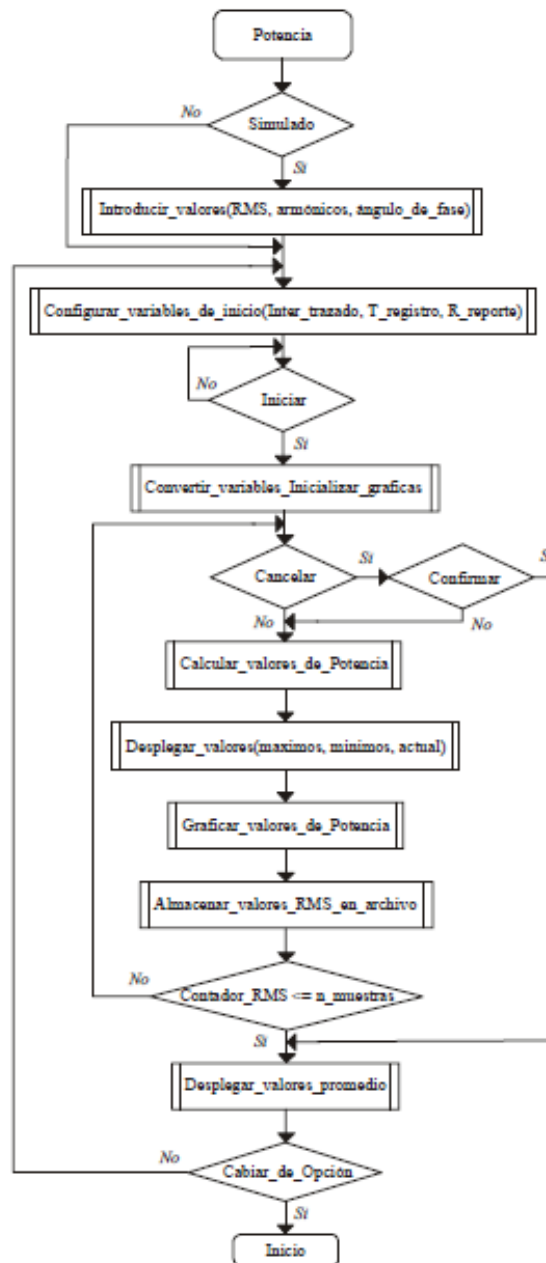 Potencia
No
Simulado
Si
Introducir_valores(RMS, armónicos, ángulo_de_fase)
Configurar_variables_de_inicio(Inter_trazado, T_registro, R_reporte)
No
Iniciar
Si
Convertir_variables_Inicializar_graficas
Cancelar
Si
Confirmar
No
No
Calcular_valores_de_Potencia
Desplegar_valores(maximos, minimos, actual)
Graficar_valores_de_Potencia
Almacenar_valores_RMS_en_archivo
No
Contador_RMS <= n_muestras
Si
Desplegar_valores_promedio
No
Cabiar_de_Opción
Si
Inicio